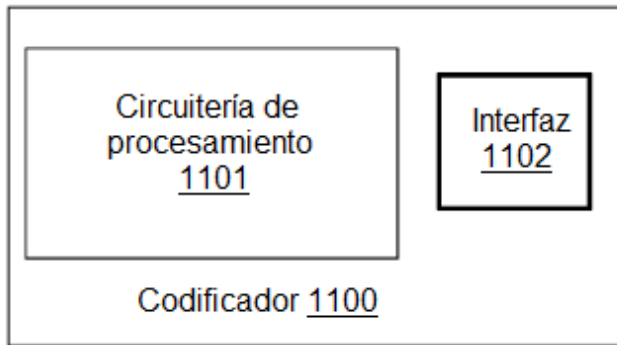 Circuitería de
procesamiento
1101
Interfaz
1102
Codificador 1100